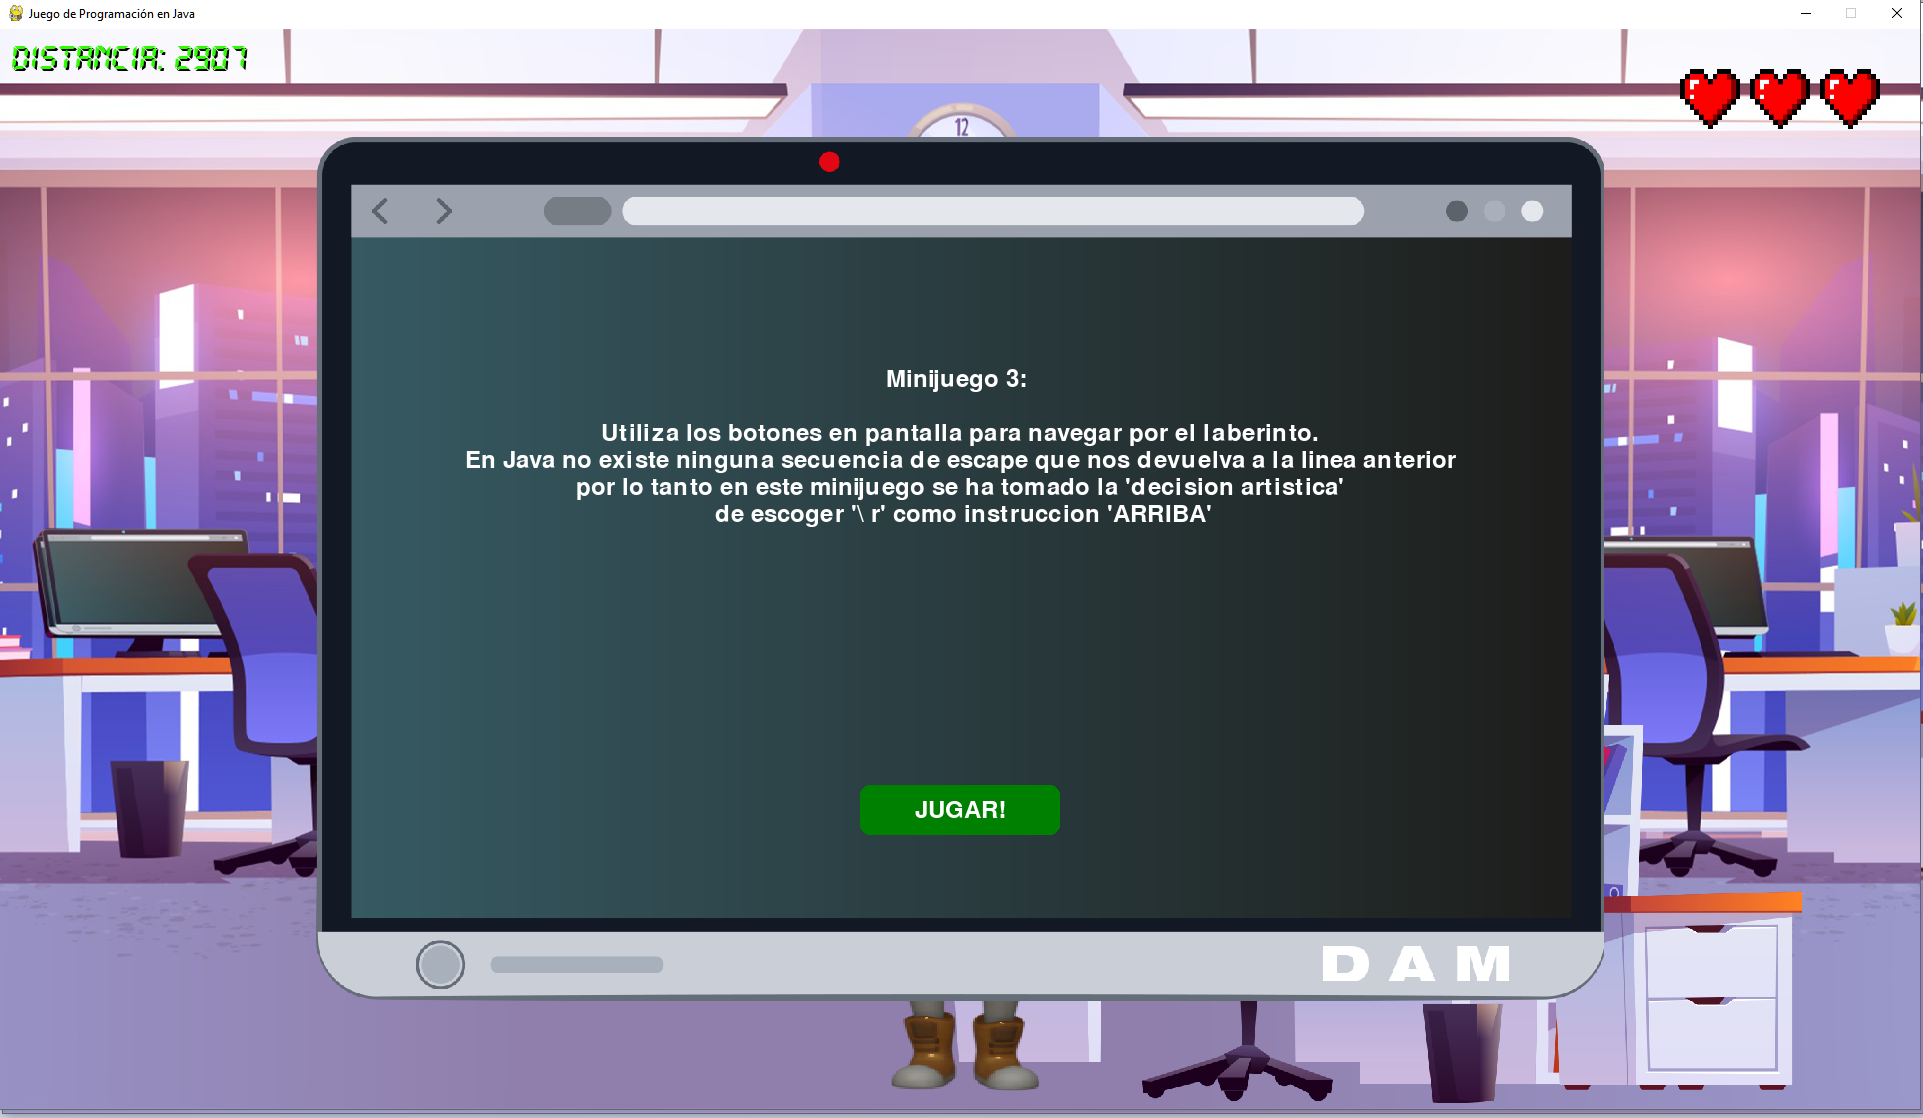 Juego de Programación en Java
DISTANCIA: 2907
12
Minijuego 3:
Utiliza los botones en pantalla para navegar por el laberinto.
En Java no existe ninguna secuencia de escape que nos devuelva a la linea anterior
por lo tanto en este minijuego se ha tomado la 'decision artistica'
de escoger '\ r' como instruccion 'ARRIBA'
JUGAR!
DAM